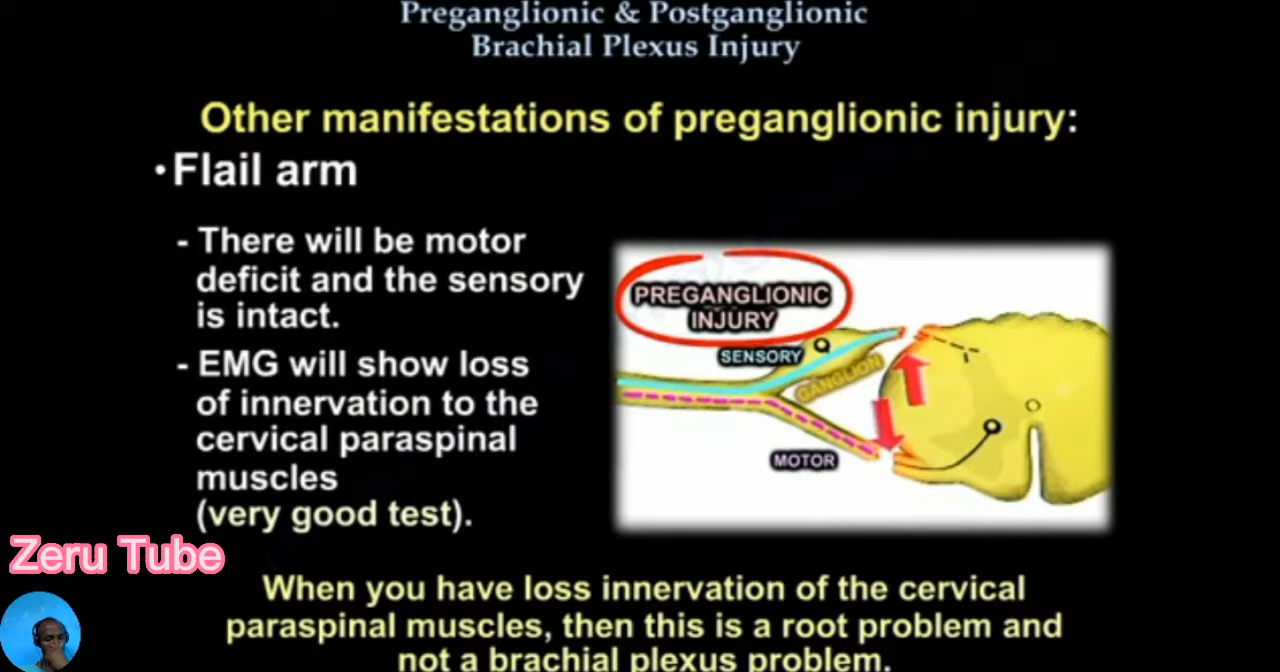 Preganglionic & Postganglionic
Brachial Plexus Injury
Other manifestations of preganglionic injury:
• Flail arm
- There will be motor
deficit and the sensory
is intact.
- EMG will show loss
of innervation to the
cervical paraspinal
muscles
(very good test).
PREGANGLIONIC
INJURY
SENSORY
GANGLION
MOTOR
Zeru Tube
When you have loss innervation of the cervical
paraspinal muscles, then this is a root problem and
not a brachial plexus problem.